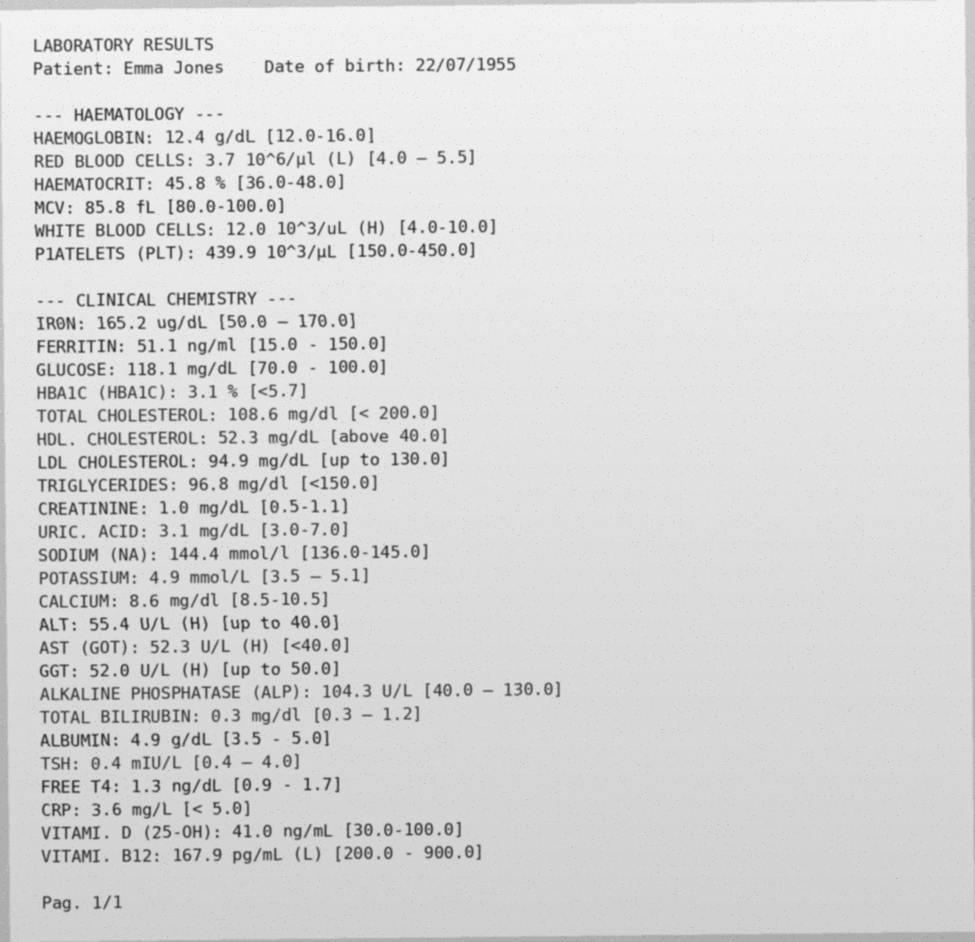 LABORATORY RESULTS
Patient: Emma Jones    Date of birth: 22/07/1955

--- HAEMATOLOGY ---
HAEMOGLOBIN: 12.4 g/dL [12.0-16.0]
RED BLOOD CELLS: 3.7 10^6/µl (L) [4.0 – 5.5]
HAEMATOCRIT: 45.8 % [36.0-48.0]
MCV: 85.8 fL [80.0-100.0]
WHITE BLOOD CELLS: 12.0 10^3/uL (H) [4.0-10.0]
P1ATELETS (PLT): 439.9 10^3/µL [150.0-450.0]

--- CLINICAL CHEMISTRY ---
IR0N: 165.2 ug/dL [50.0 – 170.0]
FERRITIN: 51.1 ng/ml [15.0 - 150.0]
GLUCOSE: 118.1 mg/dL [70.0 - 100.0]
HBA1C (HBA1C): 3.1 % [<5.7]
TOTAL CHOLESTEROL: 108.6 mg/dl [< 200.0]
HDL. CHOLESTEROL: 52.3 mg/dL [above 40.0]
LDL CHOLESTEROL: 94.9 mg/dL [up to 130.0]
TRIGLYCERIDES: 96.8 mg/dl [<150.0]
CREATININE: 1.0 mg/dL [0.5-1.1]
URIC. ACID: 3.1 mg/dL [3.0-7.0]
SODIUM (NA): 144.4 mmol/l [136.0-145.0]
POTASSIUM: 4.9 mmol/L [3.5 – 5.1]
CALCIUM: 8.6 mg/dl [8.5-10.5]
ALT: 55.4 U/L (H) [up to 40.0]
AST (GOT): 52.3 U/L (H) [<40.0]
GGT: 52.0 U/L (H) [up to 50.0]
ALKALINE PHOSPHATASE (ALP): 104.3 U/L [40.0 – 130.0]
TOTAL BILIRUBIN: 0.3 mg/dl [0.3 – 1.2]
ALBUMIN: 4.9 g/dL [3.5 - 5.0]
TSH: 0.4 mIU/L [0.4 – 4.0]
FREE T4: 1.3 ng/dL [0.9 - 1.7]
CRP: 3.6 mg/L [< 5.0]
VITAMI. D (25-OH): 41.0 ng/mL [30.0-100.0]
VITAMI. B12: 167.9 pg/mL (L) [200.0 - 900.0]

Pag. 1/1